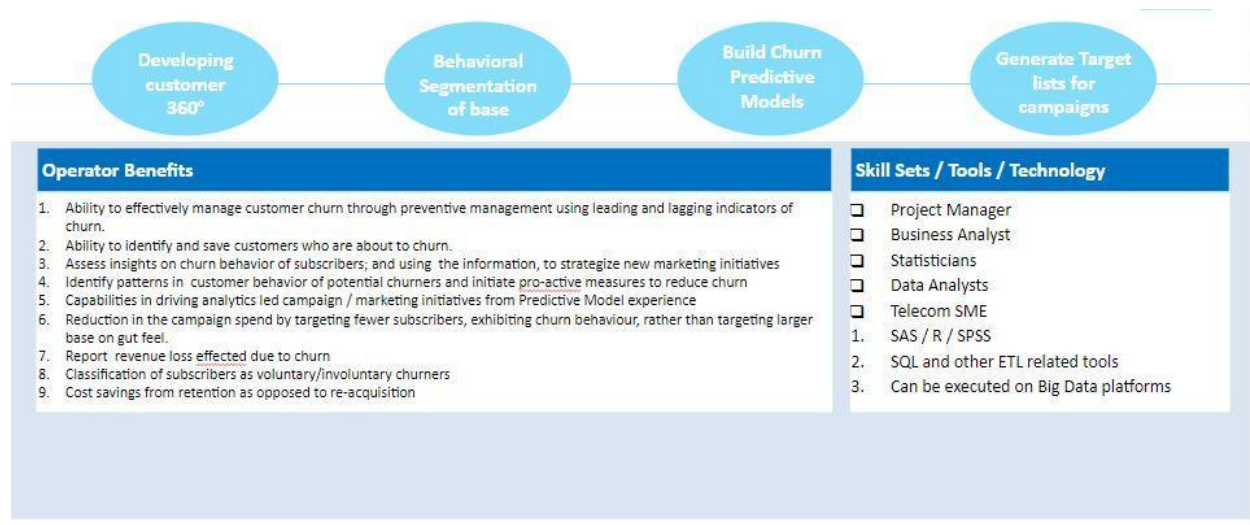 Developing
customer
360°
Behavioral
Segmentation
of base
Build Churn
Predictive
Models
Generate Target
lists for
campaigns
Operator Benefits
1. Ability to effectively manage customer churn through preventive management using leading and lagging indicators of
churn.
2. Ability to identify and save customers who are about to churn.
3. Assess insights on churn behavior of subscribers; and using the information, to strategize new marketing initiatives
4. Identify patterns in customer behavior of potential churners and initiate pro-active measures to reduce churn
5. Capabilities in driving analytics led campaign / marketing initiatives from Predictive Model experience
6. Reduction in the campaign spend by targeting fewer subscribers, exhibiting churn behaviour, rather than targeting larger
base on gut feel.
7. Report revenue loss effected due to churn
8. Classification of subscribers as voluntary/involuntary churners
9. Cost savings from retention as opposed to re-acquisition
Skill Sets / Tools / Technology
❑ Project Manager
❑ Business Analyst
❑ Statisticians
❑ Data Analysts
❑ Telecom SME
1. SAS / R / SPSS
2. SQL and other ETL related tools
3. Can be executed on Big Data platforms